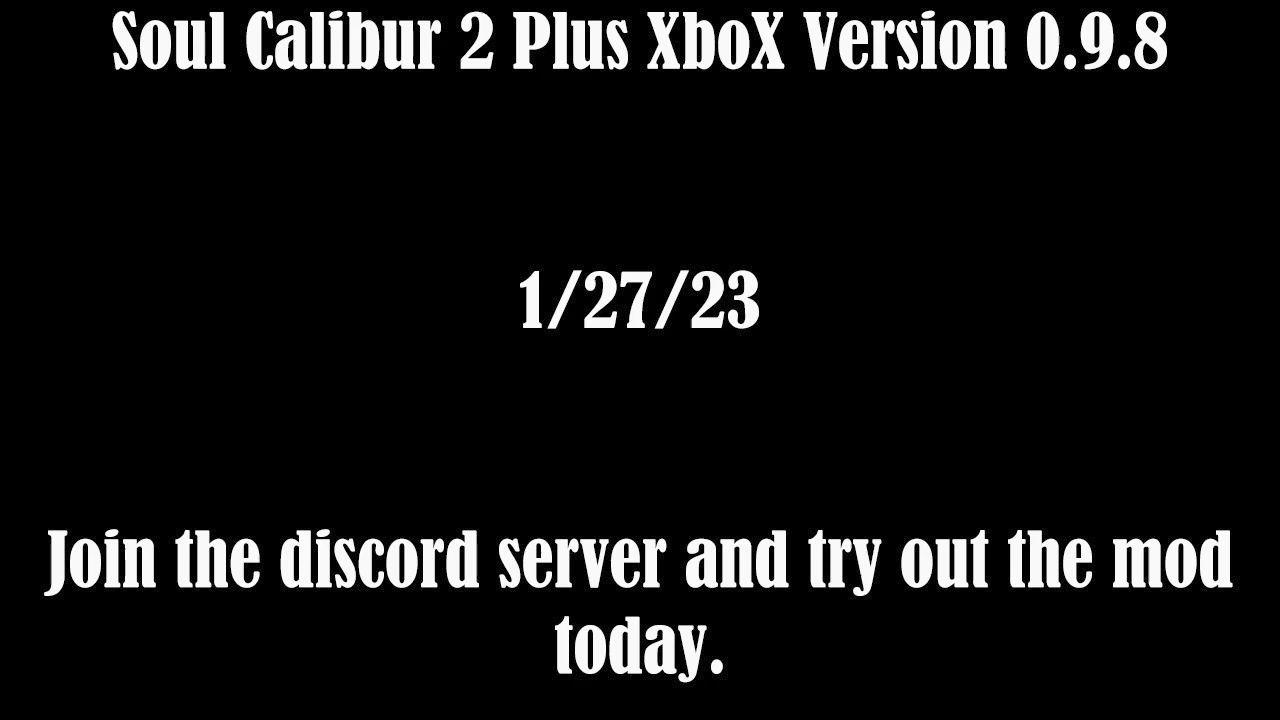 Soul Calibur 2 Plus XboX Version 0.9.8
1/27/23
Join the discord server and try out the mod
today.